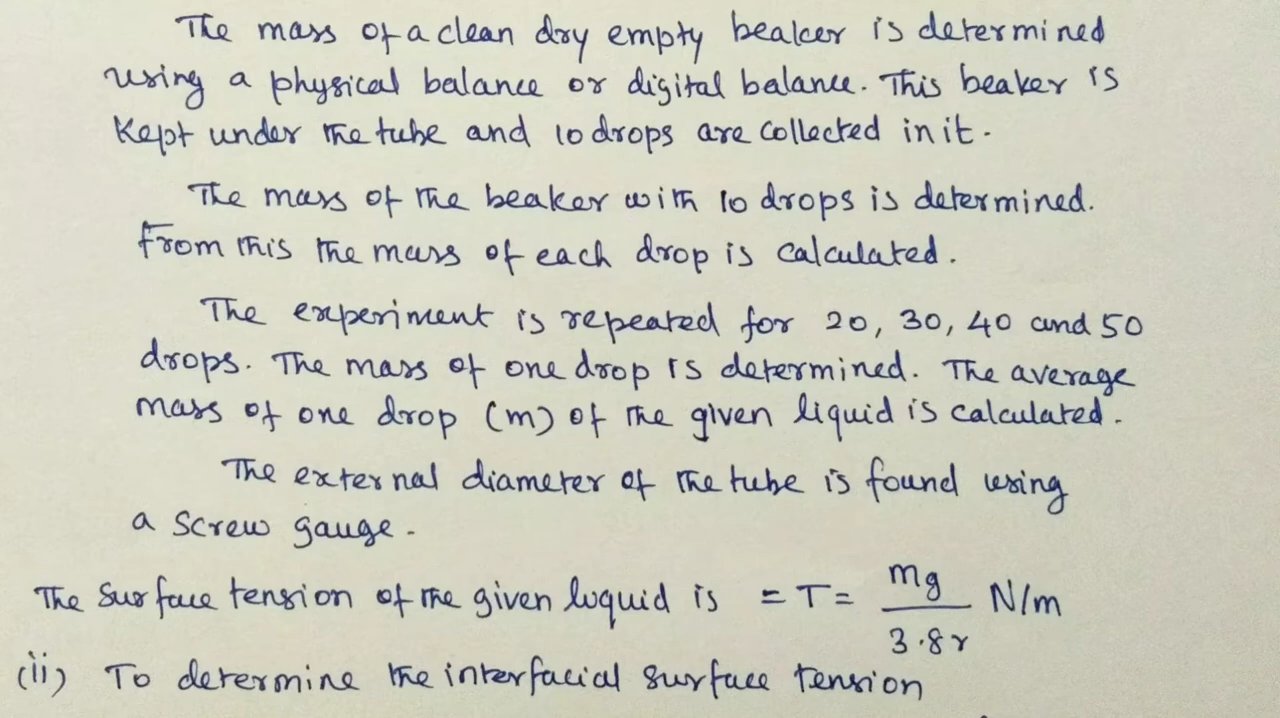 The mass of a clean dry empty beaker is determined
using a physical balance or digital balance. This beaker is
kept under the tube and 10 drops are collected in it.
The mass of the beaker with 10 drops is determined.
From this the mass of each drop is calculated.
The experiment is repeated for 20, 30, 40 and 50
drops. The mass of one drop is determined. The average
mass of one drop (m) of the given liquid is calculated.
The external diameter of the tube is found using
a screw gauge.
The surface tension of the given luquid is = T = mg / 3.8r N/m
(ii) To determine the interfacial surface tension